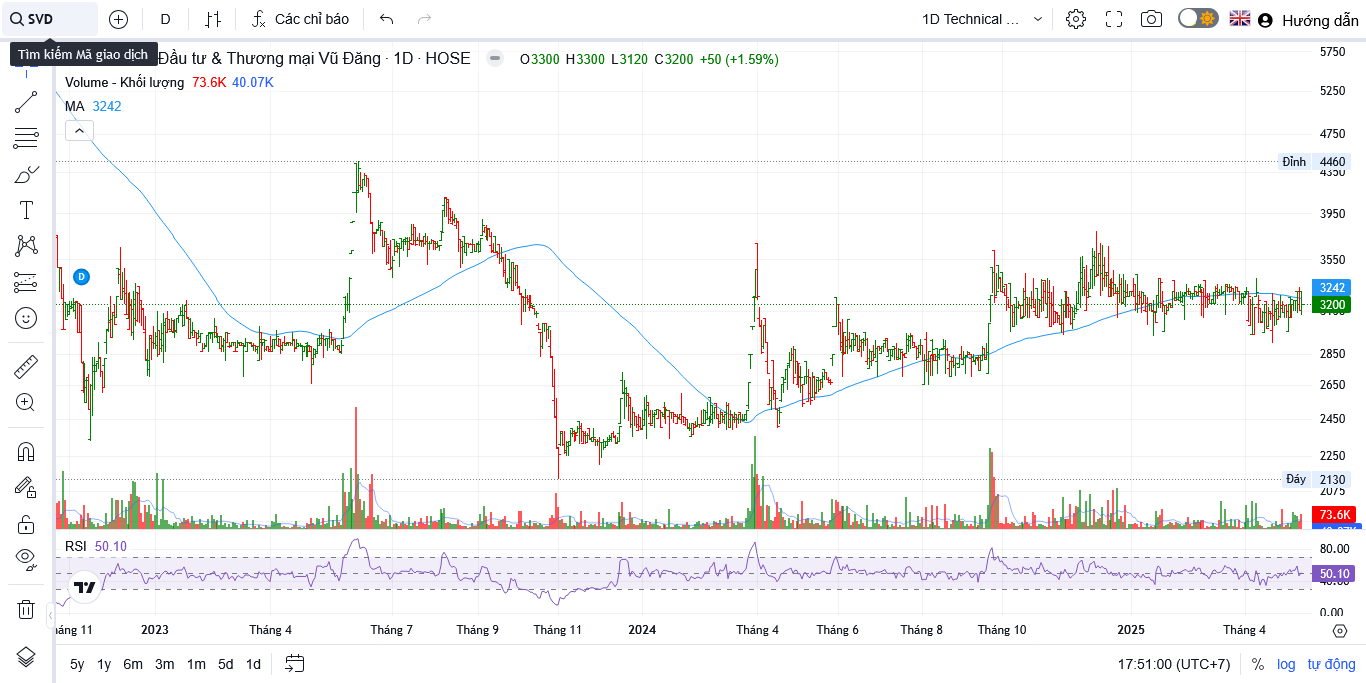 SVD
D
Các chỉ báo
1D Technical ...
Hướng dẫn
Tìm kiếm Mã giao dịch
Đầu tư & Thương mại Vũ Đăng · 1D · HOSE
O3300 H3300 L3120 C3200 +50 (+1.59%)
Volume - Khối lượng 73.6K 40.07K
MA 3242
D
5750
5250
4750
Đỉnh 4460
4350
3950
3550
3242
3200
2850
2650
2450
2250
Đáy 2130
2075
73.6K
RSI 50.10
80.00
50.10
0.00
háng 11 2023 Tháng 4 Tháng 7 Tháng 9 Tháng 11 2024 Tháng 4 Tháng 6 Tháng 8 Tháng 10 2025 Tháng 4
5y 1y 6m 3m 1m 5d 1d
17:51:00 (UTC+7) % log tự động